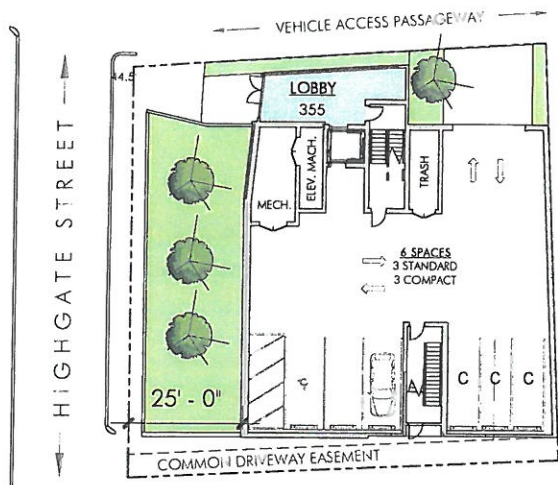 VEHICLE ACCESS PASSAGEWAY
44.5
LOBBY
355
HIGHGATE STREET
MECH.
ELEV. MACH.
TRASH
6 SPACES
3 STANDARD
3 COMPACT
C C C
25' - 0"
COMMON DRIVEWAY EASEMENT